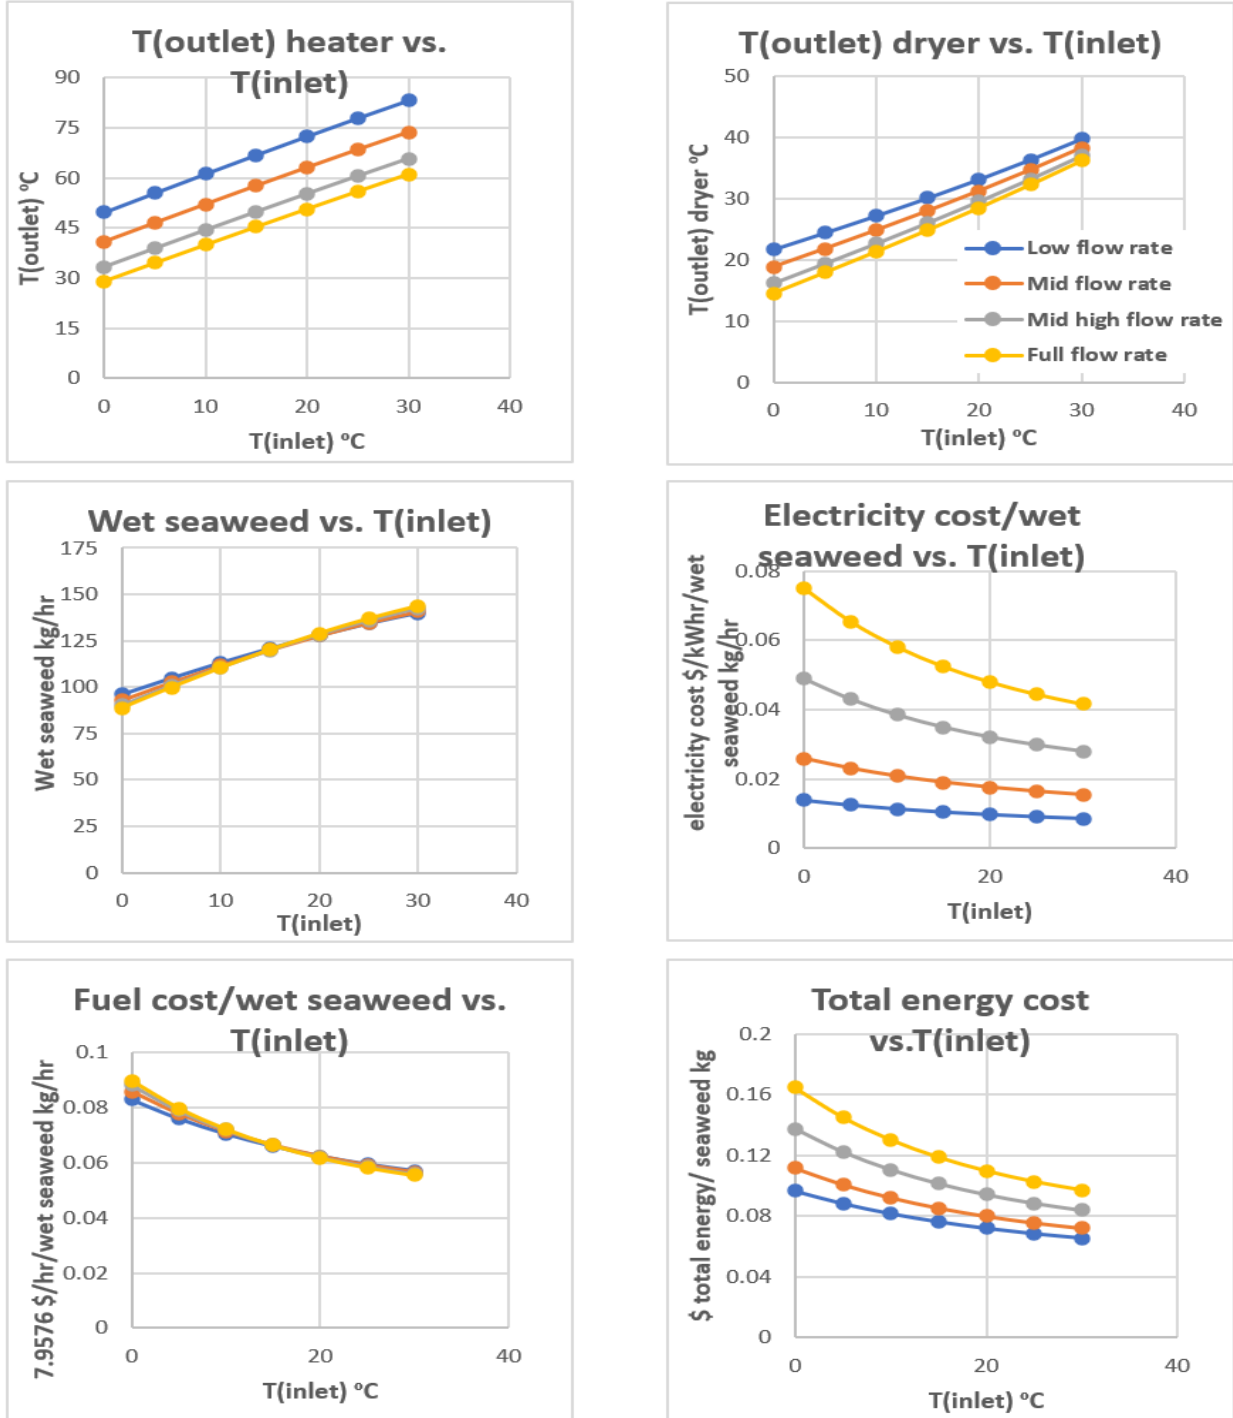 T(outlet) heater vs.
T(inlet)
90
75
60
45
30
15
0
T(outlet) ºC
0 10 20 30 40
T(inlet) ºC
T(outlet) dryer vs. T(inlet)
50
40
30
20
10
0
T(outlet) dryer ºC
Low flow rate
Mid flow rate
Mid high flow rate
Full flow rate
0 10 20 30 40
T(inlet) ºC
Wet seaweed vs. T(inlet)
175
150
125
100
75
50
25
0
Wet seaweed kg/hr
0 10 20 30 40
T(inlet)
Electricity cost/wet
seaweed vs. T(inlet)
0.08
0.06
0.04
0.02
0
electricity cost $/kWhr/wet
seaweed kg/hr
0 20 40
T(inlet)
Fuel cost/wet seaweed vs.
T(inlet)
0.1
0.08
0.06
0.04
0.02
0
7.9576 $/hr/wet seaweed kg/hr
0 20 40
T(inlet) ºC
Total energy cost
vs.T(inlet)
0.2
0.16
0.12
0.08
0.04
0
$ total energy/ seaweed kg
0 20 40
T(inlet) ºC